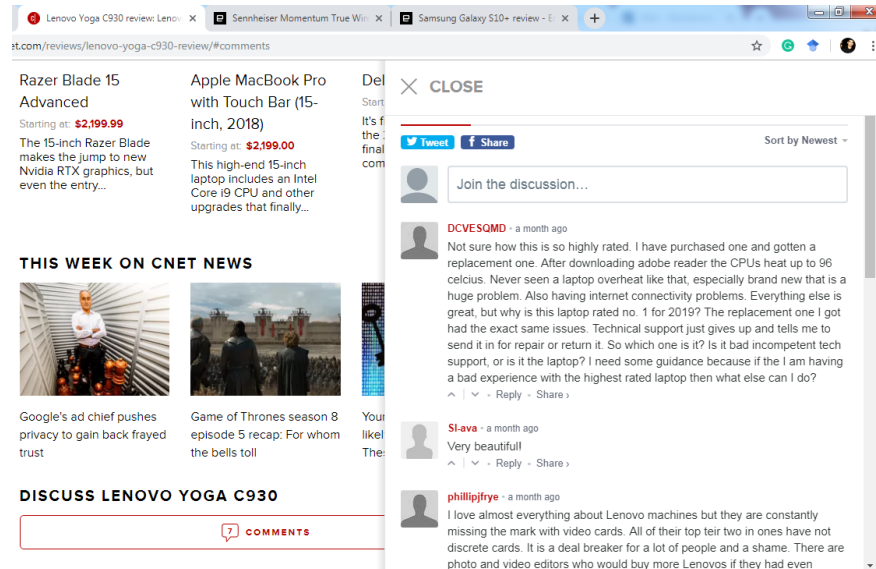 Lenovo Yoga C930 review: Lenov
Sennheiser Momentum True Wir
Samsung Galaxy S10+ review - E
et.com/reviews/lenovo-yoga-c930-review/#comments
Razer Blade 15
Advanced
Starting at: $2,199.99
The 15-inch Razer Blade
makes the jump to new
Nvidia RTX graphics, but
even the entry...
Apple MacBook Pro
with Touch Bar (15-
inch, 2018)
Starting at: $2,199.00
This high-end 15-inch
laptop includes an Intel
Core i9 CPU and other
upgrades that finally...
Del
Start
It's f
the
final
com
THIS WEEK ON CNET NEWS
Google's ad chief pushes
privacy to gain back frayed
trust
Game of Thrones season 8
episode 5 recap: For whom
the bells toll
Your
likel
The
DISCUSS LENOVO YOGA C930
7 COMMENTS
CLOSE
Tweet
f Share
Sort by Newest
Join the discussion...
DCVESQMD - a month ago
Not sure how this is so highly rated. I have purchased one and gotten a
replacement one. After downloading adobe reader the CPUs heat up to 96
celcius. Never seen a laptop overheat like that, especially brand new that is a
huge problem. Also having internet connectivity problems. Everything else is
great, but why is this laptop rated no. 1 for 2019? The replacement one I got
had the exact same issues. Technical support just gives up and tells me to
send it in for repair or return it. So which one is it? Is it bad incompetent tech
support, or is it the laptop? I need some guidance because if the I am having
a bad experience with the highest rated laptop then what else can I do?
Reply - Share ›
Sl-ava - a month ago
Very beautiful!
Reply - Share ›
phillipjfrye - a month ago
I love almost everything about Lenovo machines but they are constantly
missing the mark with video cards. All of their top teir two in ones have not
discrete cards. It is a deal breaker for a lot of people and a shame. There are
photo and video editors who would buy more Lenovos if they had even